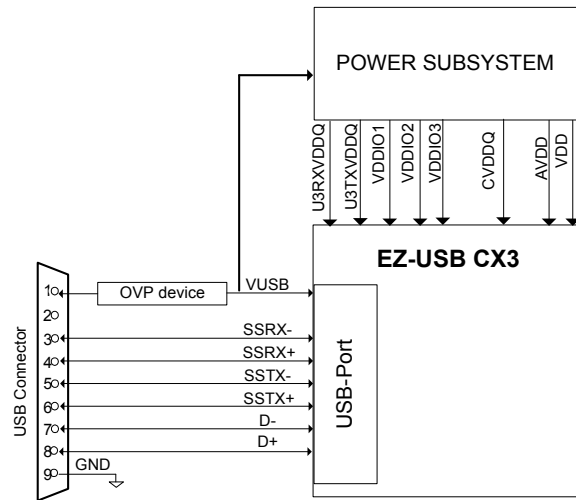 POWER SUBSYSTEM
U3RXVDDQ
U3TXVDDQ
VDDIO1
VDDIO2
VDDIO3
CVDDQ
AVDD
VDD
EZ-USB CX3
USB Connector
1
OVP device
VUSB
2
3
SSRX-
4
SSRX+
5
SSTX-
6
SSTX+
7
D-
8
D+
9
GND
USB-Port